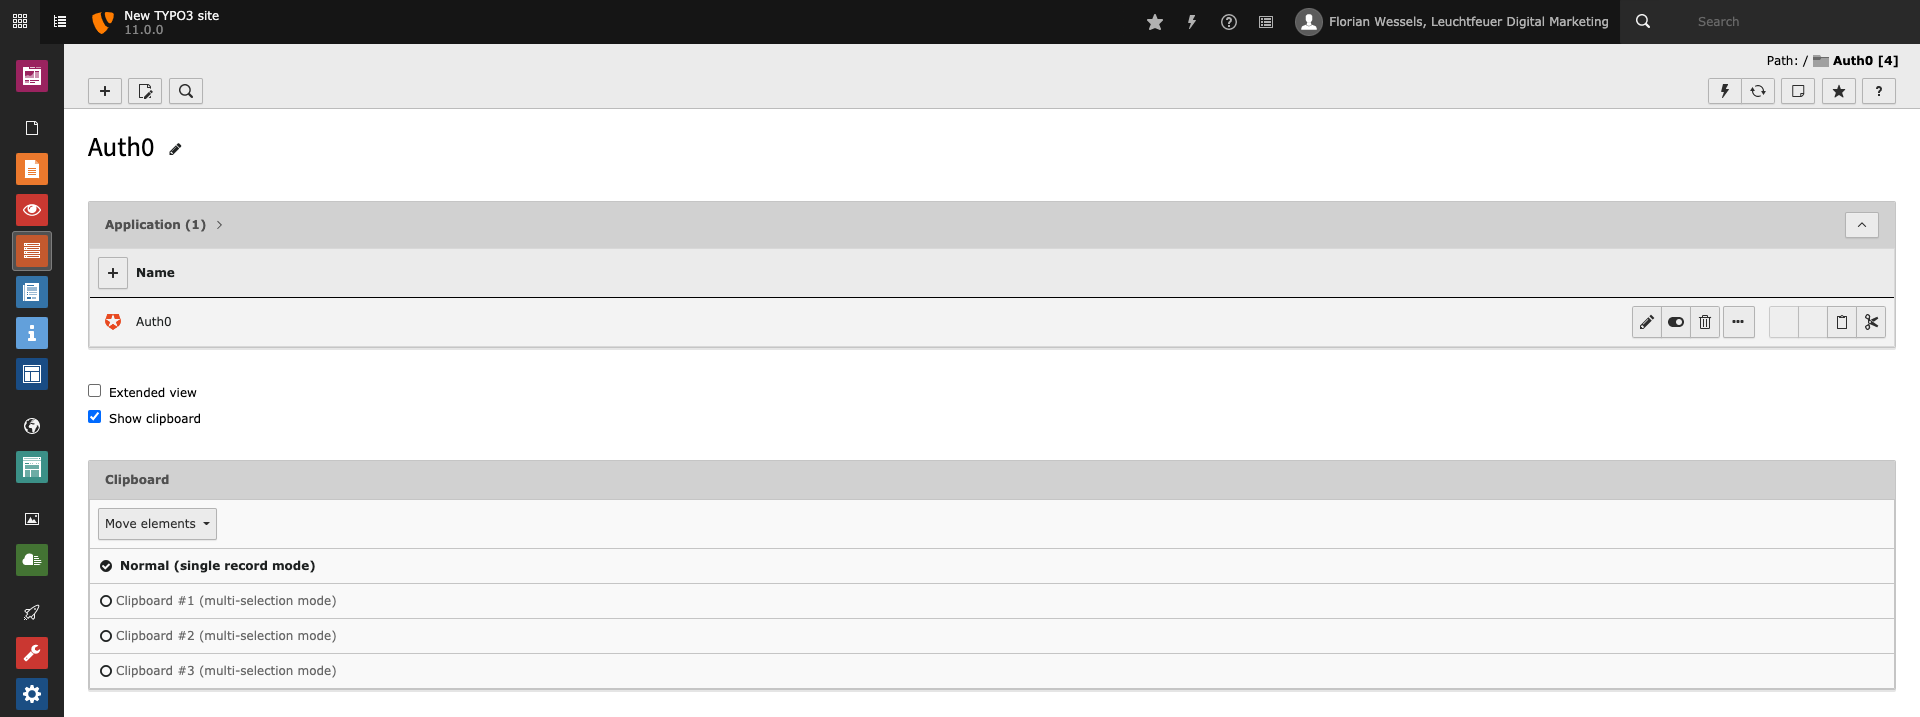 New TYPO3 site
11.0.0
Florian Wessels, Leuchtfeuer Digital Marketing
Search
Path: / Auth0 [4]
?
Auth0
Application (1)
Name
Auth0
Extended view
Show clipboard
Clipboard
Move elements
Normal (single record mode)
Clipboard #1 (multi-selection mode)
Clipboard #2 (multi-selection mode)
Clipboard #3 (multi-selection mode)